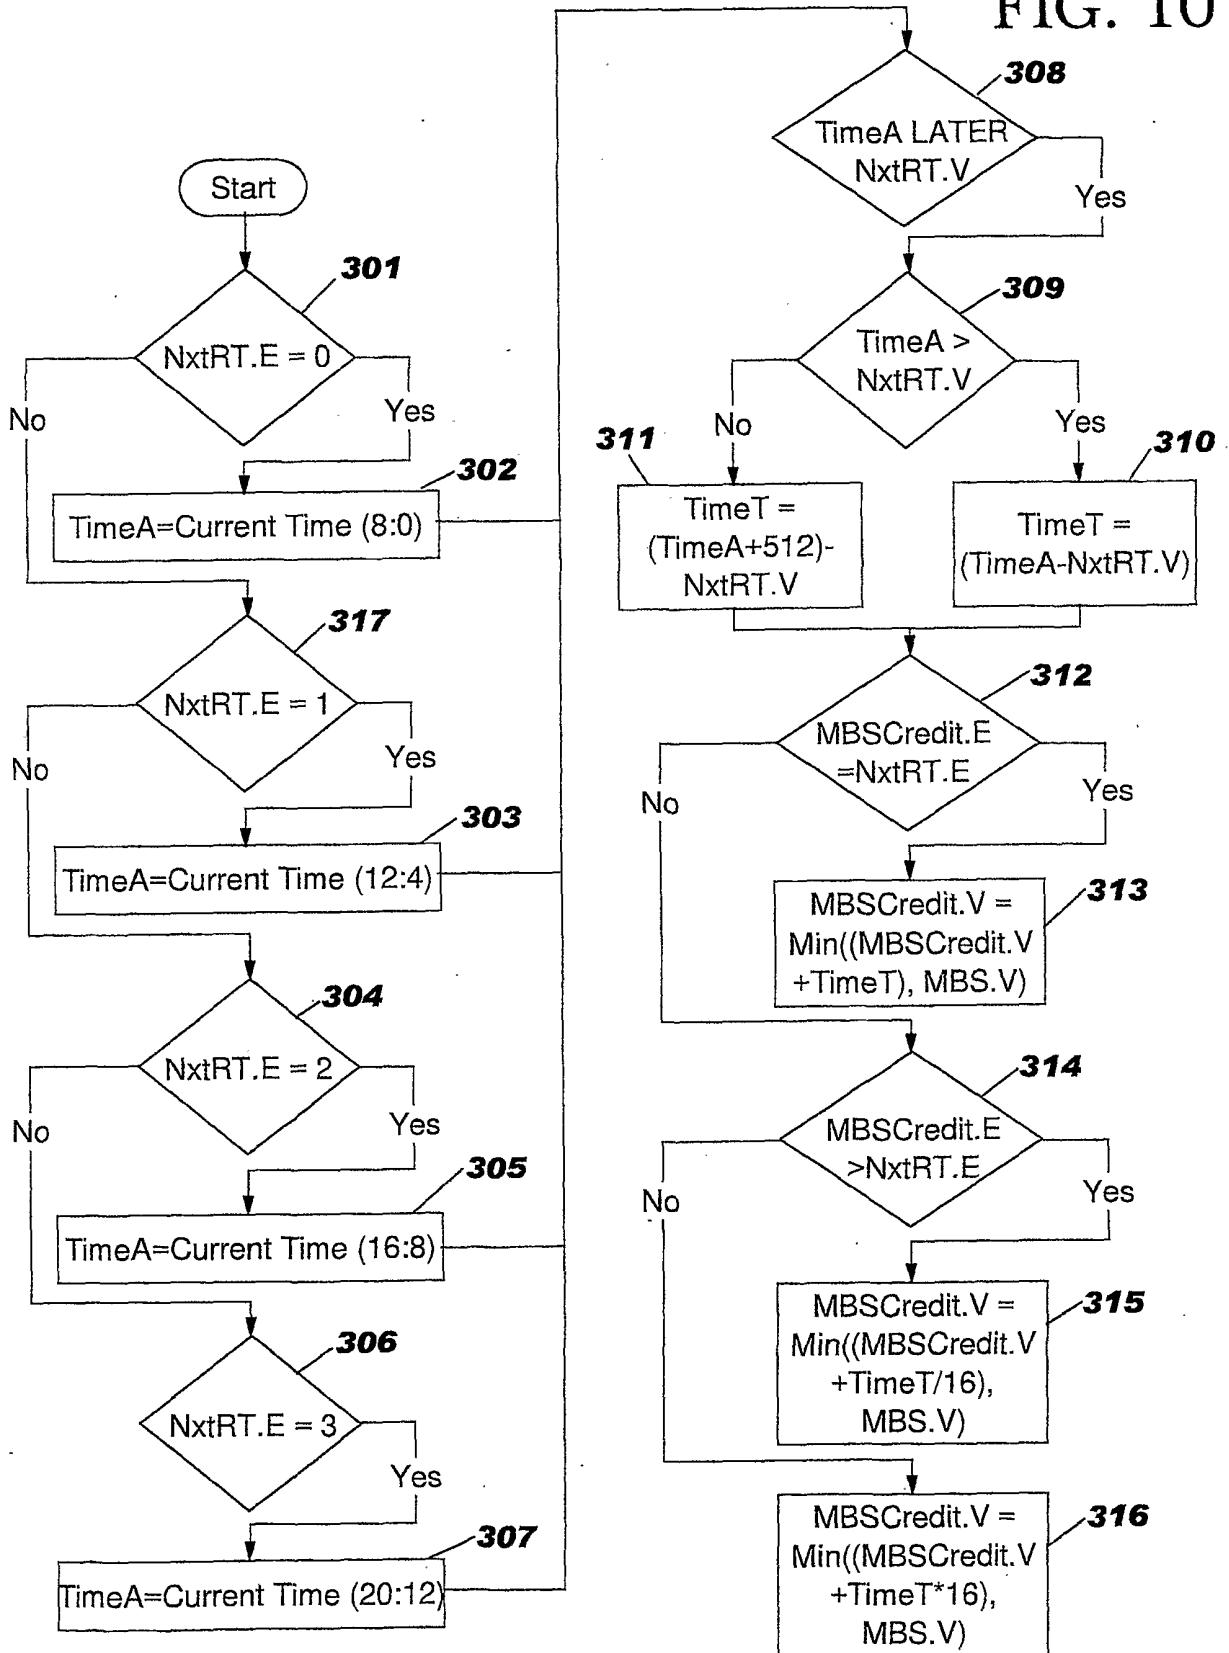 FIG. 10
Start
301
NxtRT.E = 0
No
Yes
302
TimeA=Current Time (8:0)
317
NxtRT.E = 1
No
Yes
303
TimeA=Current Time (12:4)
304
NxtRT.E = 2
No
Yes
305
TimeA=Current Time (16:8)
306
NxtRT.E = 3
Yes
307
TimeA=Current Time (20:12)
308
TimeA LATER
NxtRT.V
Yes
309
TimeA >
NxtRT.V
No
Yes
311
TimeT =
(TimeA+512)-
NxtRT.V
310
TimeT =
(TimeA-NxtRT.V)
312
MBSCredit.E
=NxtRT.E
No
Yes
313
MBSCredit.V =
Min((MBSCredit.V
+TimeT), MBS.V)
314
MBSCredit.E
>NxtRT.E
No
Yes
315
MBSCredit.V =
Min((MBSCredit.V
+TimeT/16),
MBS.V)
316
MBSCredit.V =
Min((MBSCredit.V
+TimeT*16),
MBS.V)